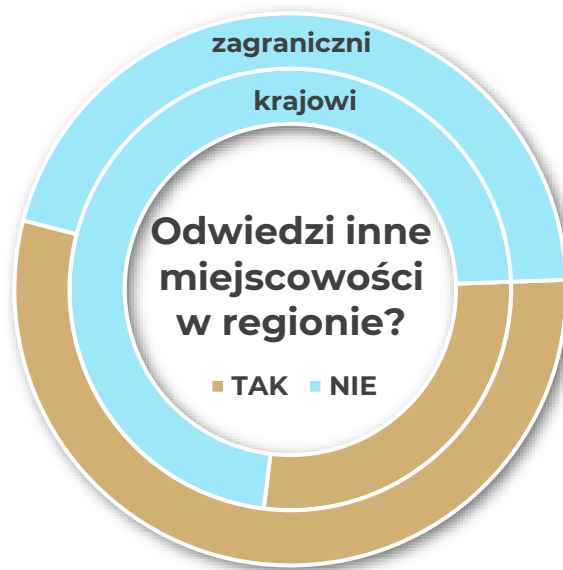 zagraniczni
krajowi
Odwiedzi inne
miejscowości
w regionie?
TAK NIE